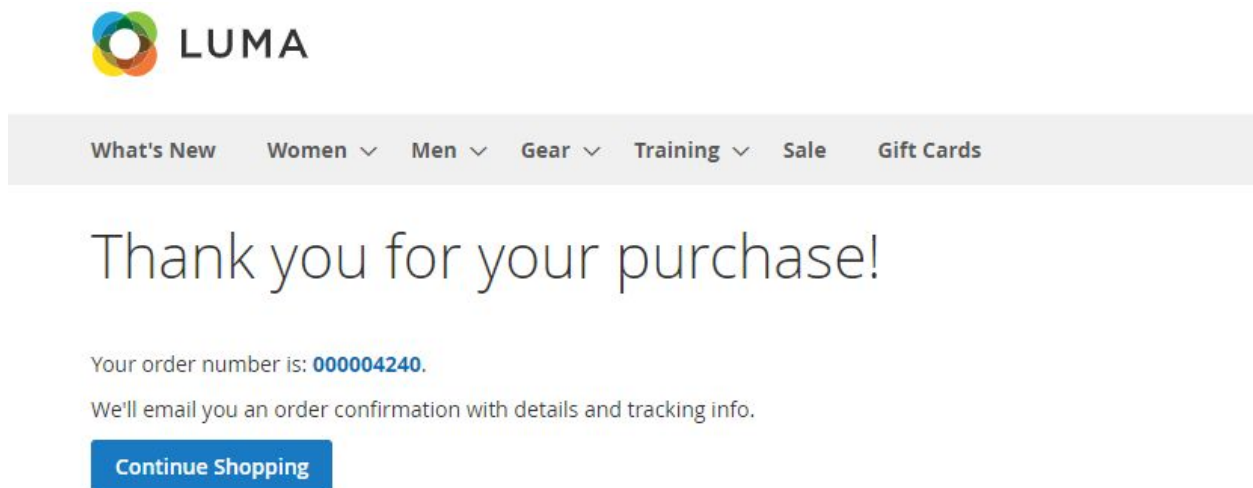 LUMA
What's New Women Men Gear Training Sale Gift Cards
Thank you for your purchase!
Your order number is: 000004240.
We'll email you an order confirmation with details and tracking info.
Continue Shopping